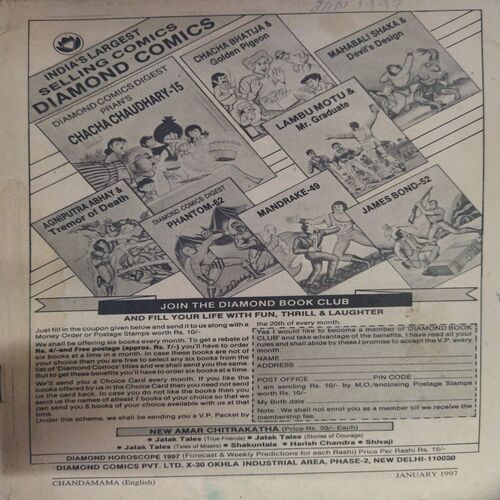 JAN 1997
INDIA'S LARGEST
SELLING COMICS
DIAMOND COMICS
DIAMOND COMICS DIGEST
PRAN'S
CHACHA CHAUDHARY-15
CHACHA BHATIJA &
Golden Pigeon
MAHABALI SHAKA &
Devil's Design
LAMBU MOTU &
Mr. Graduate
AGNIPUTRA ABHAY &
Tremor of Death
DIAMOND COMICS DIGEST
PHANTOM-62
MANDRAKE-49
JAMES BOND-52
JOIN THE DIAMOND BOOK CLUB
AND FILL YOUR LIFE WITH FUN, THRILL & LAUGHTER
Just fill in the coupon given below and send it to us along with a
Money Order or Postage Stamps worth Rs. 10/-
We shall be offering six books every month. To get a rebate of
Rs. 4/-and Free postage (approx. Rs. 7/-) you'll have to order
six books at a time in a month. In case these books are not of
your choice then you are free to select any six books from the
list of 'Diamond Comics' titles and we shall send you the same.
But to get these benefits you'll have to order six books at a time.
We'll send you a Choice Card every month. If you like the
books offered by us in the Choice Card then you need not send
us the card back. In case you do not like the books then you
send us the names of atleast 7 books of your choice so that we
can send you 6 books of your choice available with us at that
time.
Under this scheme, we shall be sending you a V.P. Packet by
the 20th of every month.
Yes I would like to become a member of 'DIAMOND BOOK
CLUB' and take advantage of the benefits. I have read all your
rules and shall abide by these. I promise to accept the V.P. every
month.
NAME
ADDRESS
POST OFFICE PIN CODE
I am sending Rs. 10/- by M.O./enclosing Postage stamps
worth Rs. 10/-.
My Birth date
Note : We shall not enrol you as a member till we receive the
membership fee.
NEW AMAR CHITRAKATHA (Price Rs. 20/- Each)
• Jatak Tales (True Friends) • Jatak Tales (Stories of Courage)
• Jatak Tales (Tales of Misers) • Shakuntala • Harish Chandra • Shivaji
DIAMOND HOROSCOPE 1997 (Forecast & Weekly Predictions for each Rashi) Price Per Rashi Rs. 15/-
DIAMOND COMICS PVT. LTD. X-30 OKHLA INDUSTRIAL AREA, PHASE-2, NEW DELHI-110020
CHANDAMAMA (English)
JANUARY 1997